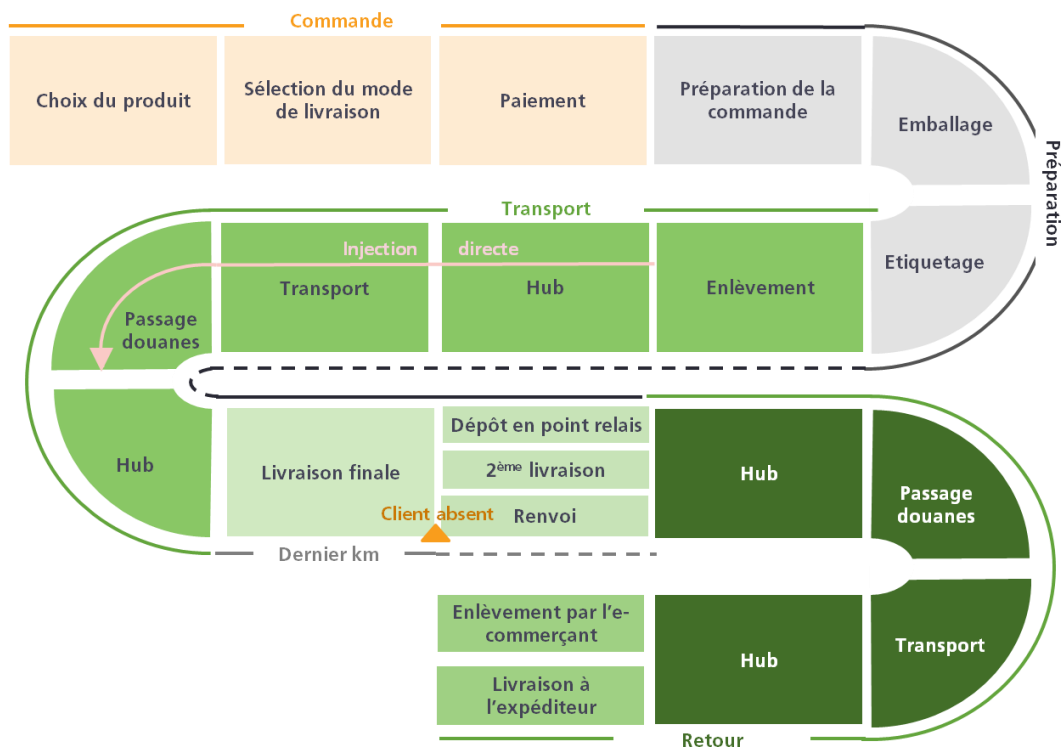 Commande
Choix du produit
Sélection du mode
de livraison
Paiement
Préparation de la
commande
Emballage
Préparation
Etiquetage
Transport
Injection directe
Enlèvement
Hub
Transport
Passage
douanes
Hub
Livraison finale
Dépôt en point relais
2ème livraison
Renvoi
Client absent
Dernier km
Hub
Passage
douanes
Transport
Hub
Enlèvement par l'e-
commerçant
Livraison à
l'expéditeur
Retour